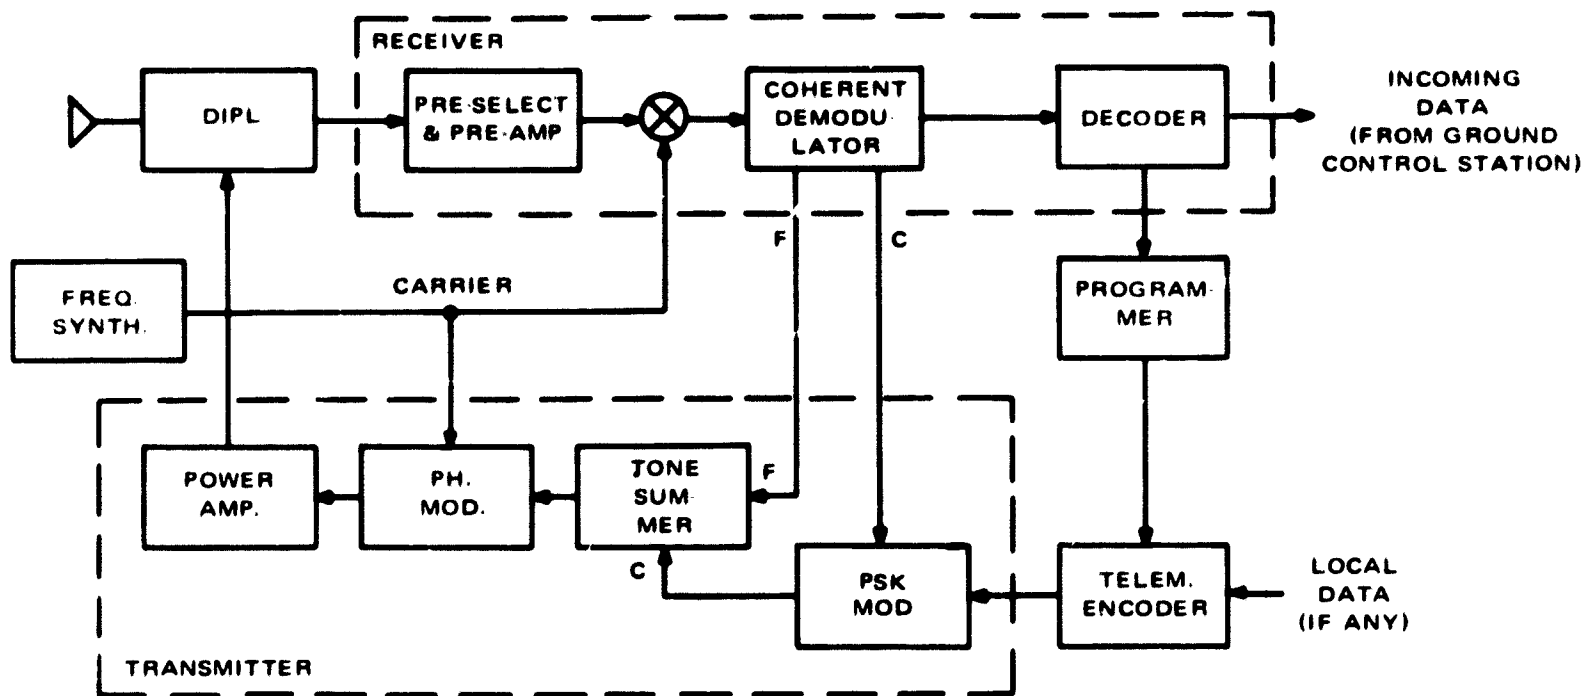 RECEIVER
DIPL
PRE-SELECT
& PRE-AMP
COHERENT
DEMODU-
LATOR
DECODER
INCOMING
DATA
(FROM GROUND
CONTROL STATION)
F
C
FREQ.
SYNTH.
CARRIER
PROGRAM-
MER
POWER
AMP.
PH.
MOD.
TONE
SUM-
MER
F
C
PSK
MOD
TELEM.
ENCODER
LOCAL
DATA
(IF ANY)
TRANSMITTER